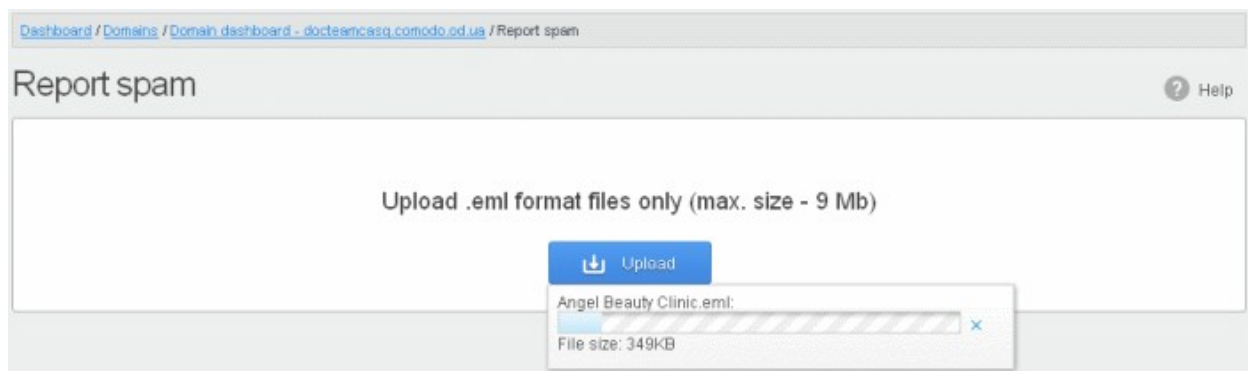 Dashboard / Domains / Domain dashboard - docteamcasg.comodo.od.ua / Report spam
Report spam
Help
Upload .eml format files only (max. size - 9 Mb)
Upload
Angel Beauty Clinic.eml:
File size: 349KB